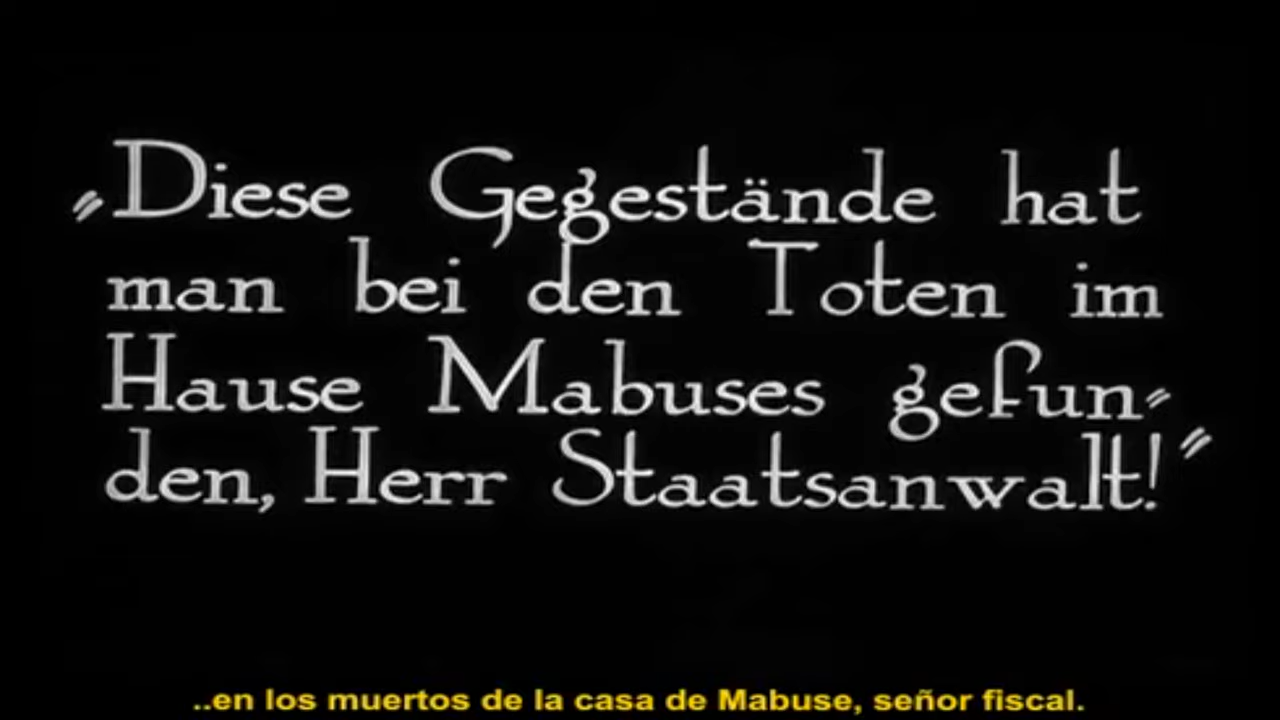 „Diese Gegestände hat
man bei den Toten im
Hause Mabuses gefun-
den, Herr Staatsanwalt!"
..en los muertos de la casa de Mabuse, señor fiscal.